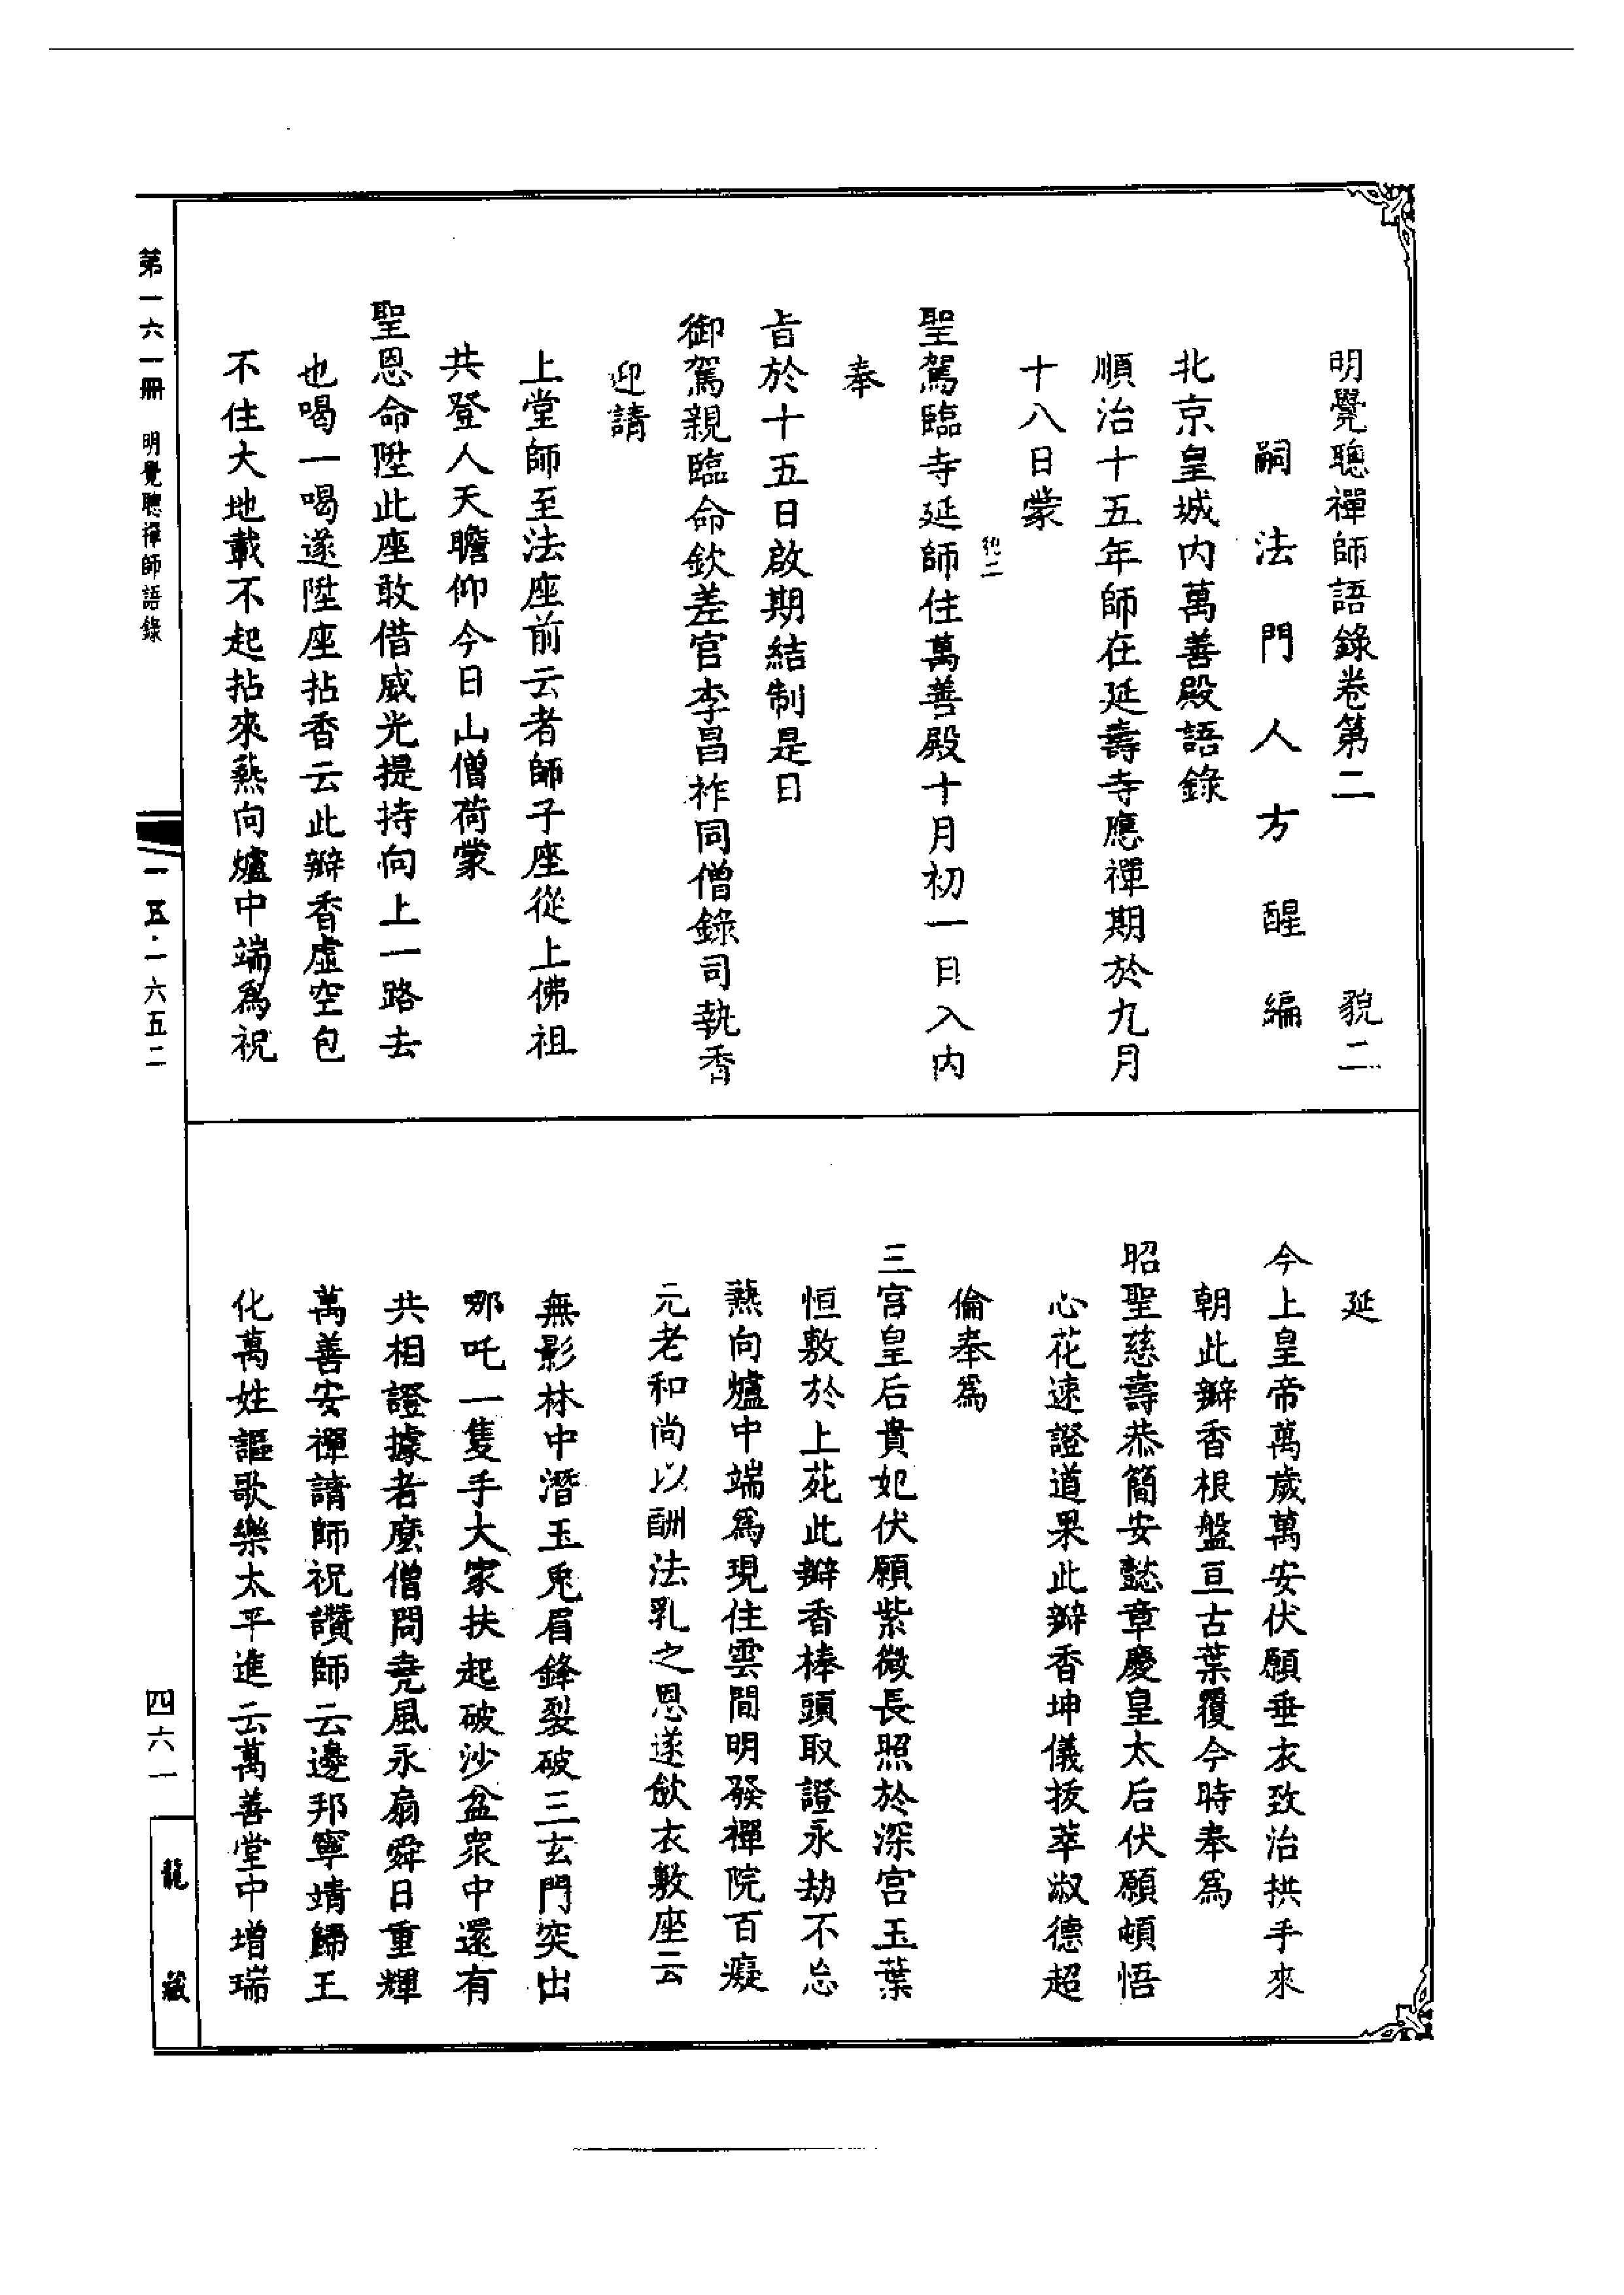 明覺聰禪師語錄卷第二　貌二
嗣法門人方醒編
北京皇城內萬善殿語錄
順治十五年師在延壽寺應禪期於九月
十八日蒙
聖駕臨寺延師住萬善殿十月初一日入內
奉
旨於十五日啟期結制是日
御駕親臨命欽差官李昌祚同僧錄司執香
迎請
上堂師至法座前云者師子座從上佛祖
共登人天瞻仰今日山僧荷蒙
聖恩命陞此座敢借威光提持向上一路去
也喝一喝遂陞座拈香云此瓣香虛空包
不住大地載不起拈來爇向爐中端為祝
延
今上皇帝萬歲萬安伏願垂衣致治拱手來
朝此瓣香根盤亘古葉覆今時奉為
昭聖慈壽恭簡安懿章慶皇太后伏願頓悟
心花速證道果此瓣香坤儀拔萃淑德超
倫奉為
三宮皇后貴妃伏願紫微長照於深宮玉葉
恒敷於上苑此瓣香棒頭取證永劫不忘
爇向爐中端為現住雲間明發禪院百癡
元老和尚以酬法乳之恩遂斂衣敷座云
無影林中潛玉兎眉鋒裂破三玄門突出
哪吒一隻手大家扶起破沙盆眾中還有
共相證據者麼僧問堯風永扇舜日重輝
萬善安禪請師祝讚師云邊邦寧靖歸王
化萬姓謳歌樂太平進云萬善堂中增瑞
第一六一冊　明覺聰禪師語錄
一五二六五二
四六一
龍藏